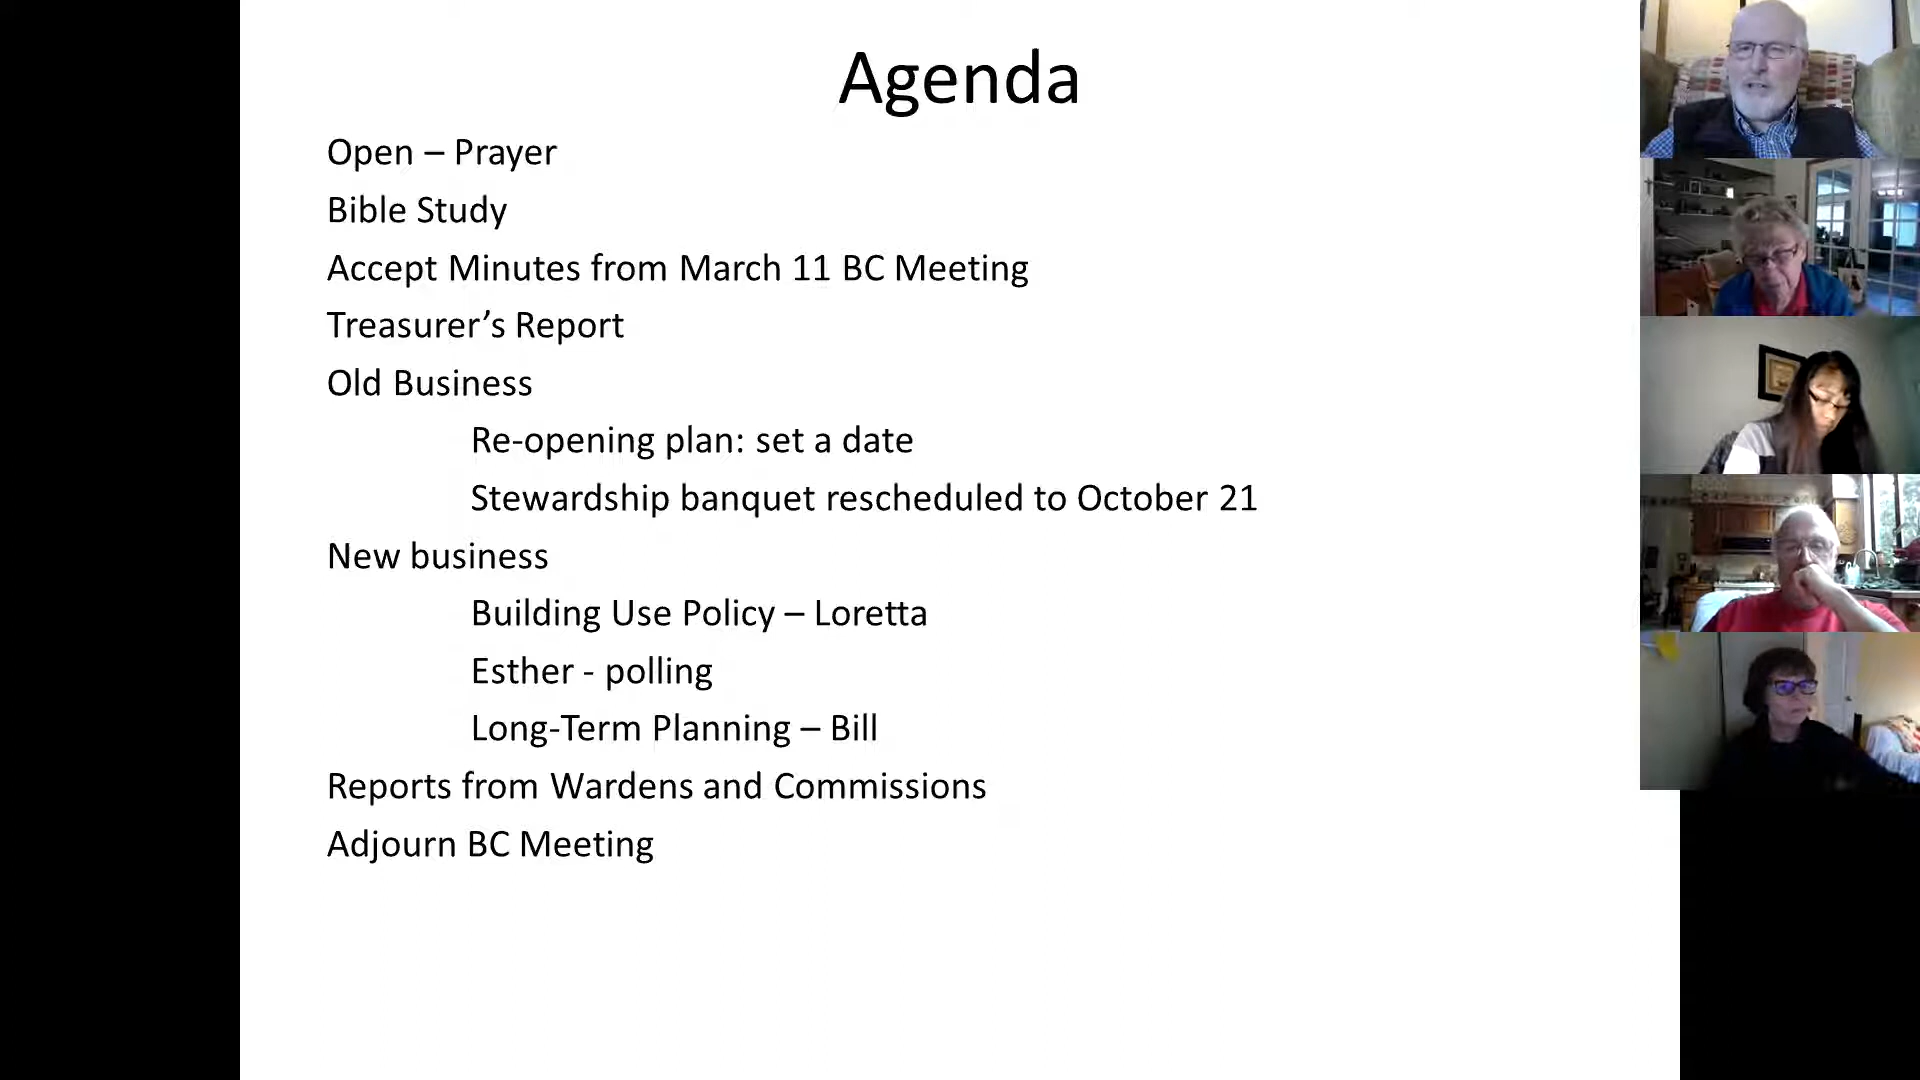 Agenda
Open – Prayer
Bible Study
Accept Minutes from March 11 BC Meeting
Treasurer’s Report
Old Business
Re-opening plan: set a date
Stewardship banquet rescheduled to October 21
New business
Building Use Policy – Loretta
Esther - polling
Long-Term Planning – Bill
Reports from Wardens and Commissions
Adjourn BC Meeting